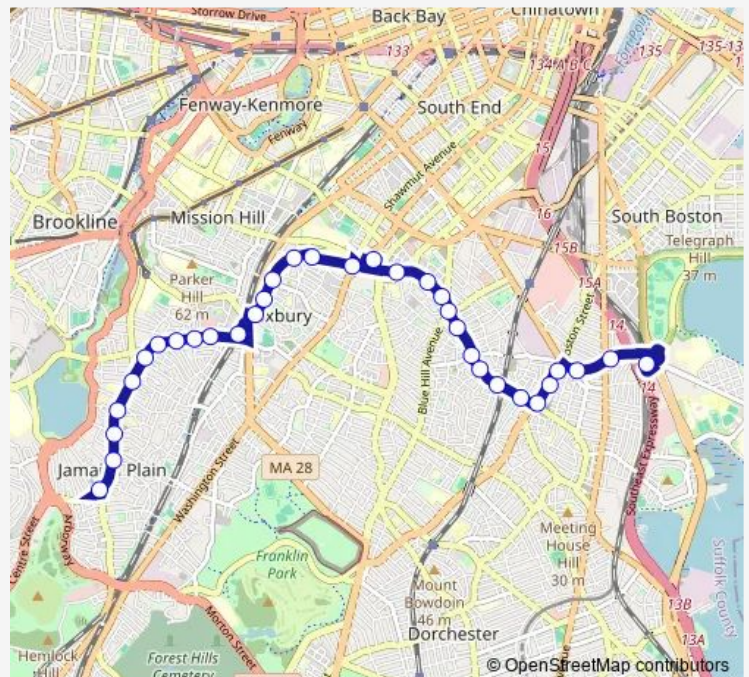 Storrow Drive
Back Bay
Chinatown
133
134 A-B-C
135
135-13
Fenway-Kenmore
South End
Fenway
Shawmut Avenue
15
Brookline
Mission Hill
16
South Boston
15B
Telegraph
Hill
37 m
Parker
Hill
62 m
15A
14
xbury
aston Street
Blue Hill Avenue
14
Southeast Expressway
Jama Plain
MA 28
Washington Street
Centre Street
Arborway
Franklin
Park
Meeting
House
Hill
30 m
Suffolk County
Mount
Bowdoin
46 m
13B
Dorchester
Morton Street
13A
Hemlock
Hill
Forest Hills
Cemetery
© OpenStreetMap contributors